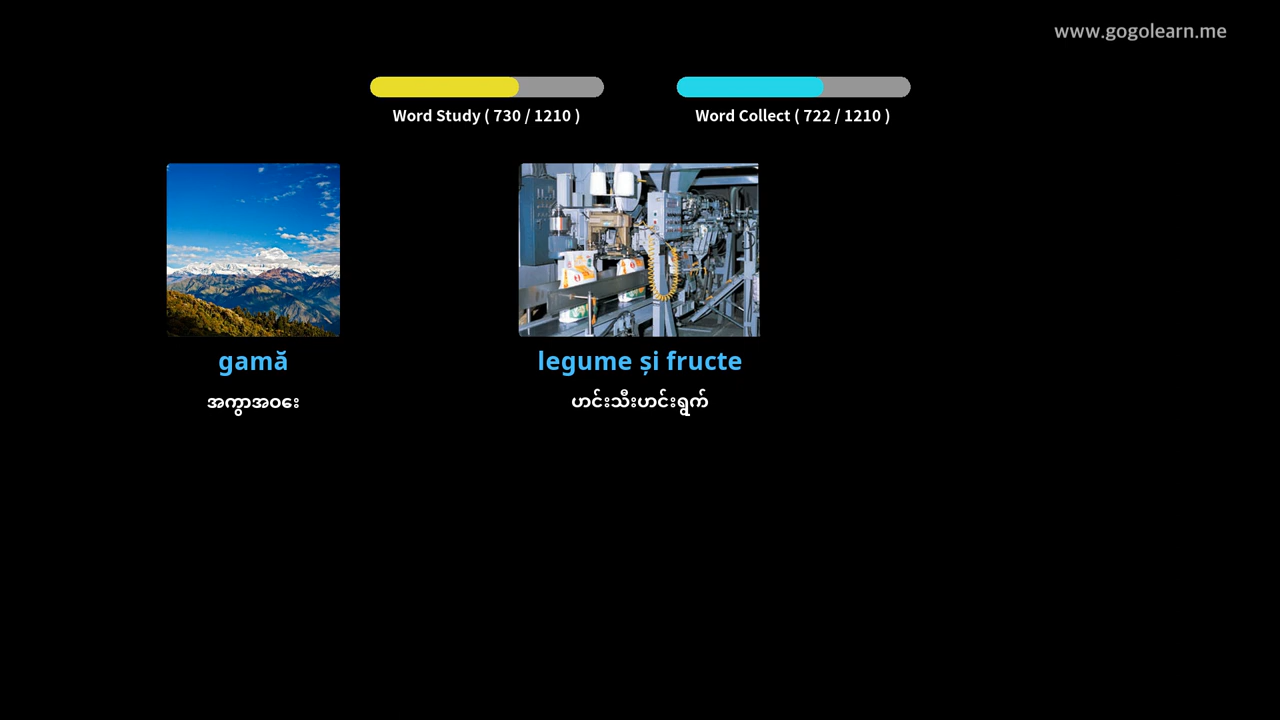 www.gogolearn.me
Word Study ( 730 / 1210 )
Word Collect ( 722 / 1210 )
gamă
legume și fructe
အကွာအဝေး
ဟင်းသီးဟင်းရွက်